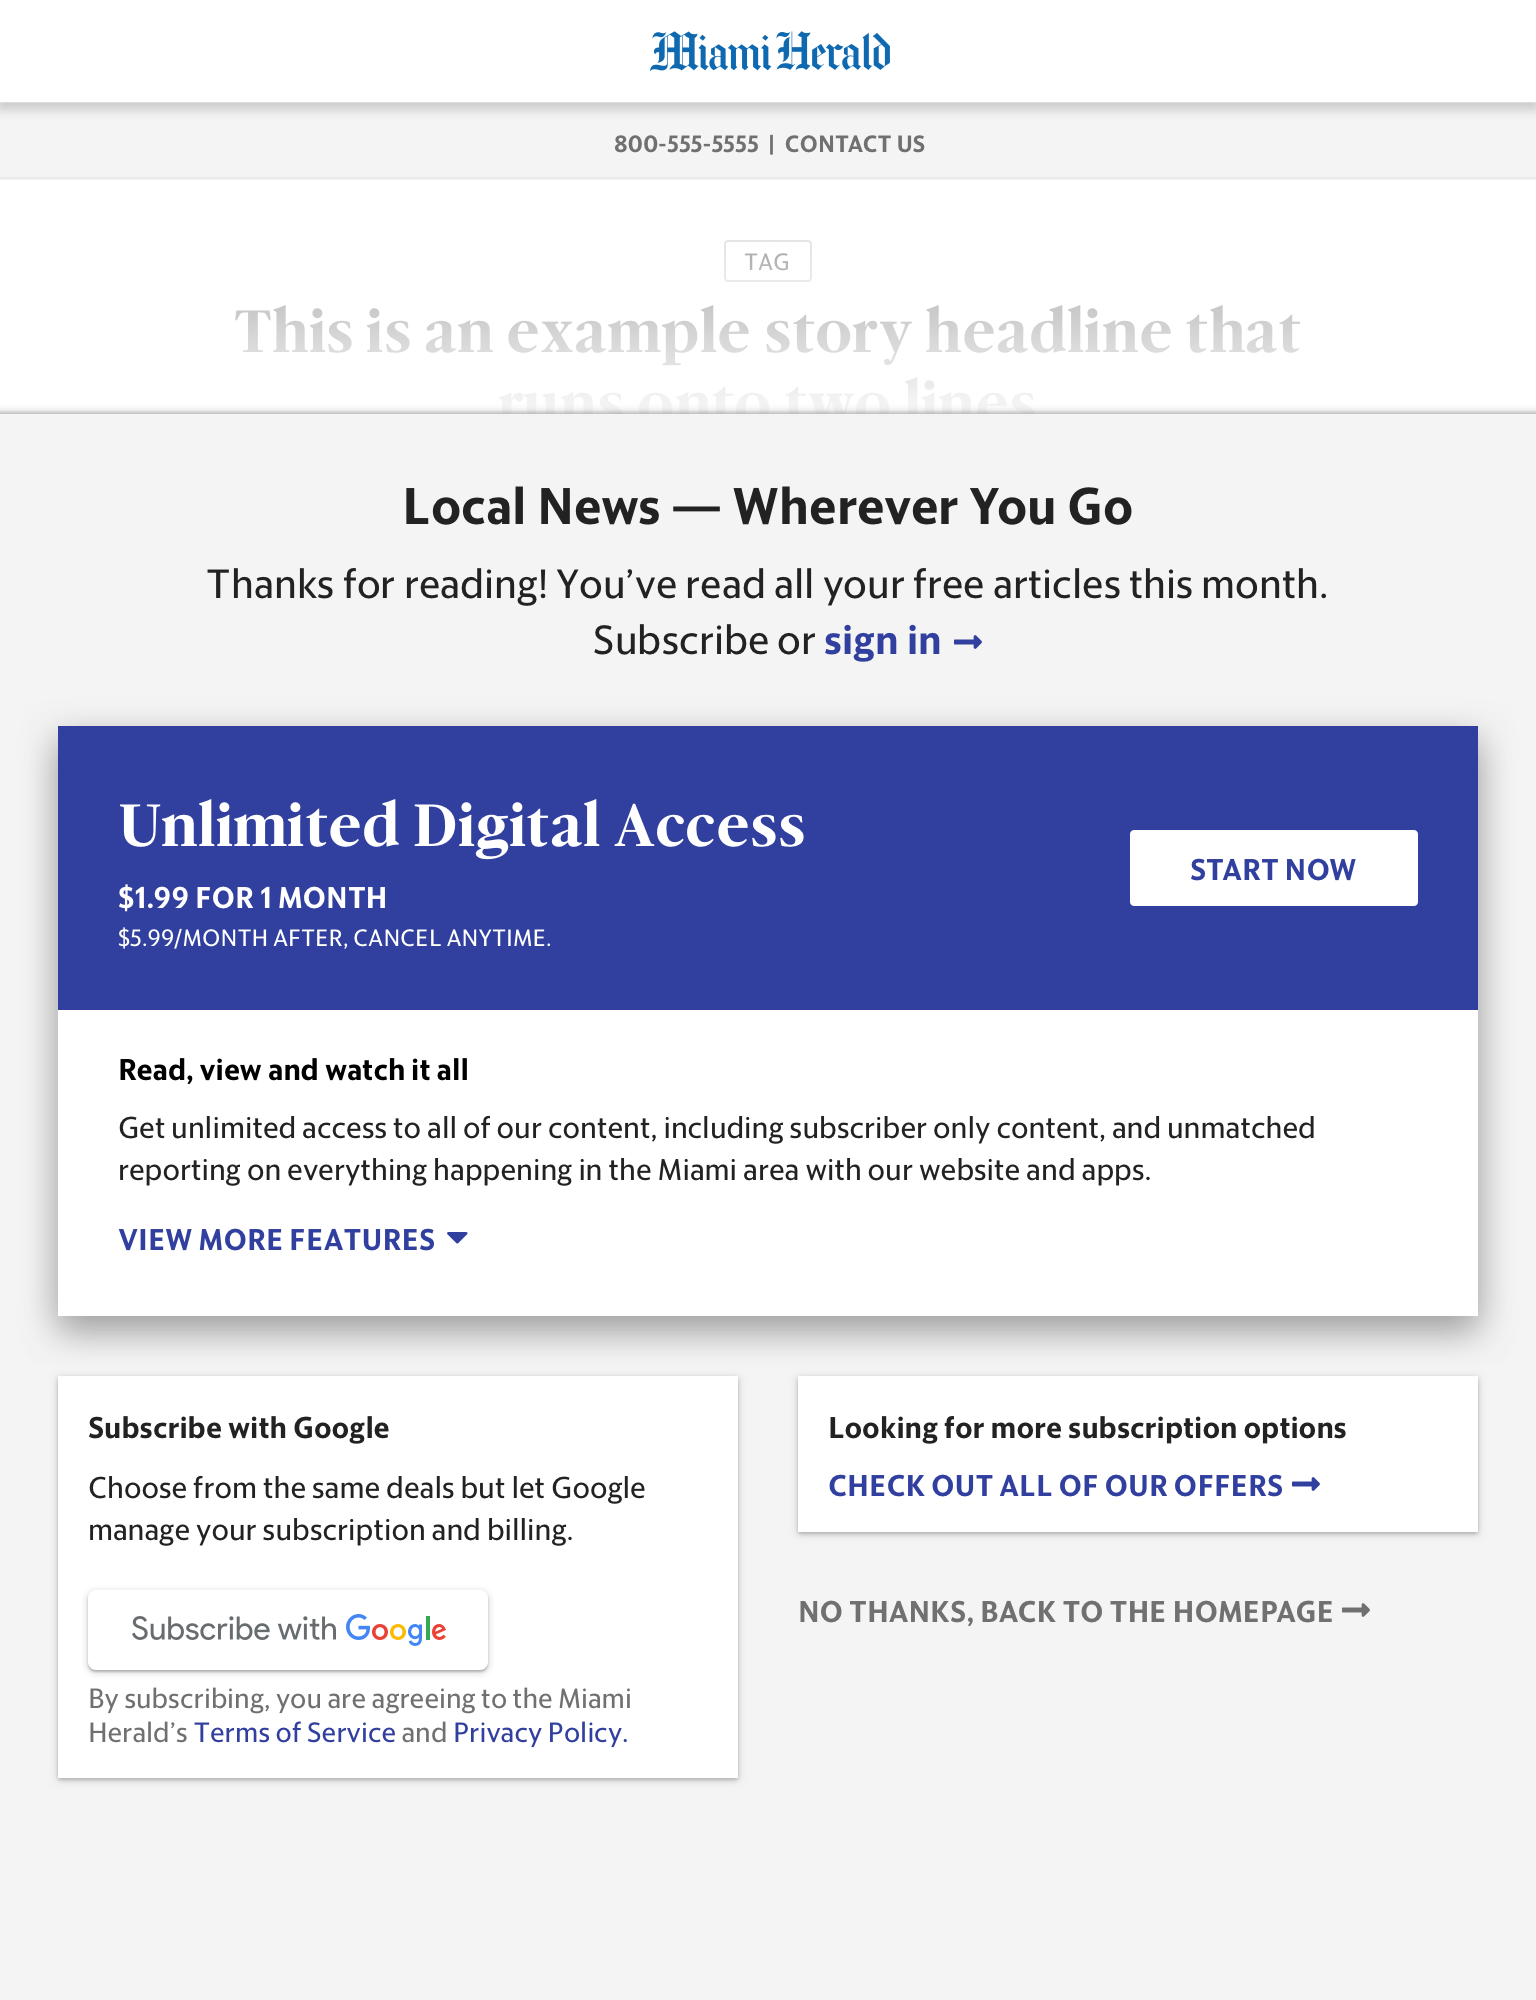 Miami Herald
800-555-5555 | CONTACT US
TAG
This is an example story headline that
runs onto two lines
Local News — Wherever You Go
Thanks for reading! You’ve read all your free articles this month.
Subscribe or sign in →
Unlimited Digital Access
$1.99 FOR 1 MONTH
$5.99/MONTH AFTER, CANCEL ANYTIME.
START NOW
Read, view and watch it all
Get unlimited access to all of our content, including subscriber only content, and unmatched
reporting on everything happening in the Miami area with our website and apps.
VIEW MORE FEATURES
Subscribe with Google
Choose from the same deals but let Google
manage your subscription and billing.
Subscribe with Google
By subscribing, you are agreeing to the Miami
Herald’s Terms of Service and Privacy Policy.
Looking for more subscription options
CHECK OUT ALL OF OUR OFFERS →
NO THANKS, BACK TO THE HOMEPAGE →